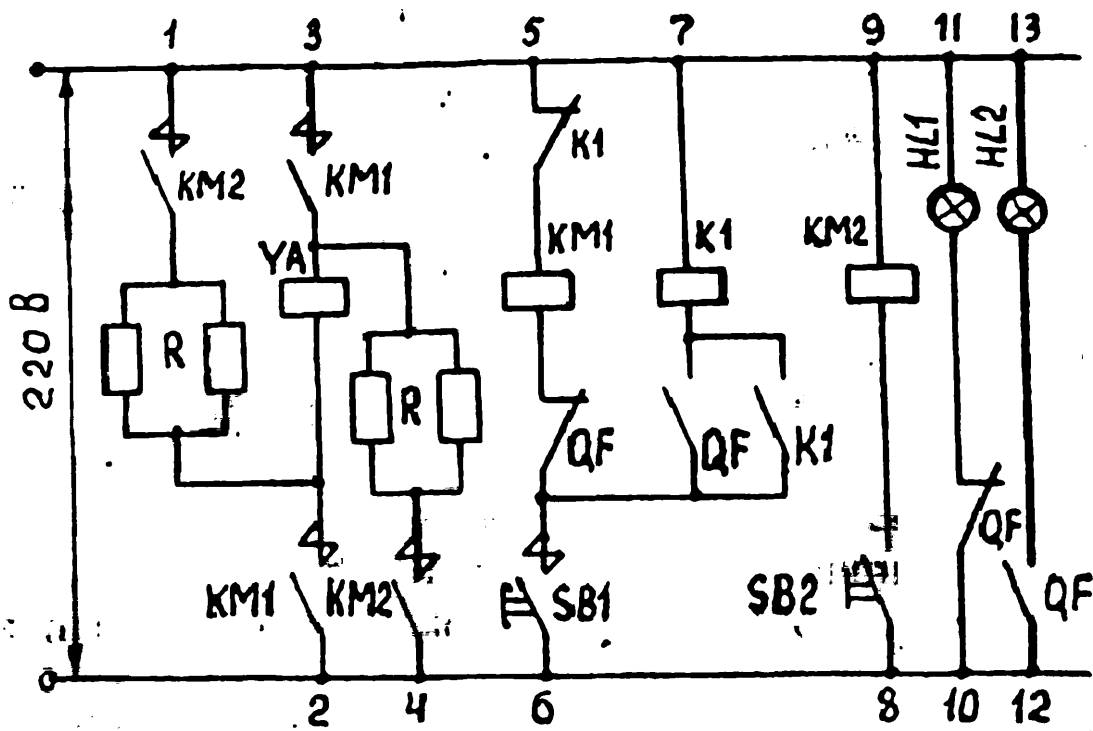 1 3 5 7 9 11 13
HL1 HL2
K1
KM2 KM1
YA KM1 K1 KM2
220 В
R
R
QF QF K1
QF
KM1 KM2 SB1 SB2 QF
2 4 6 8 10 12